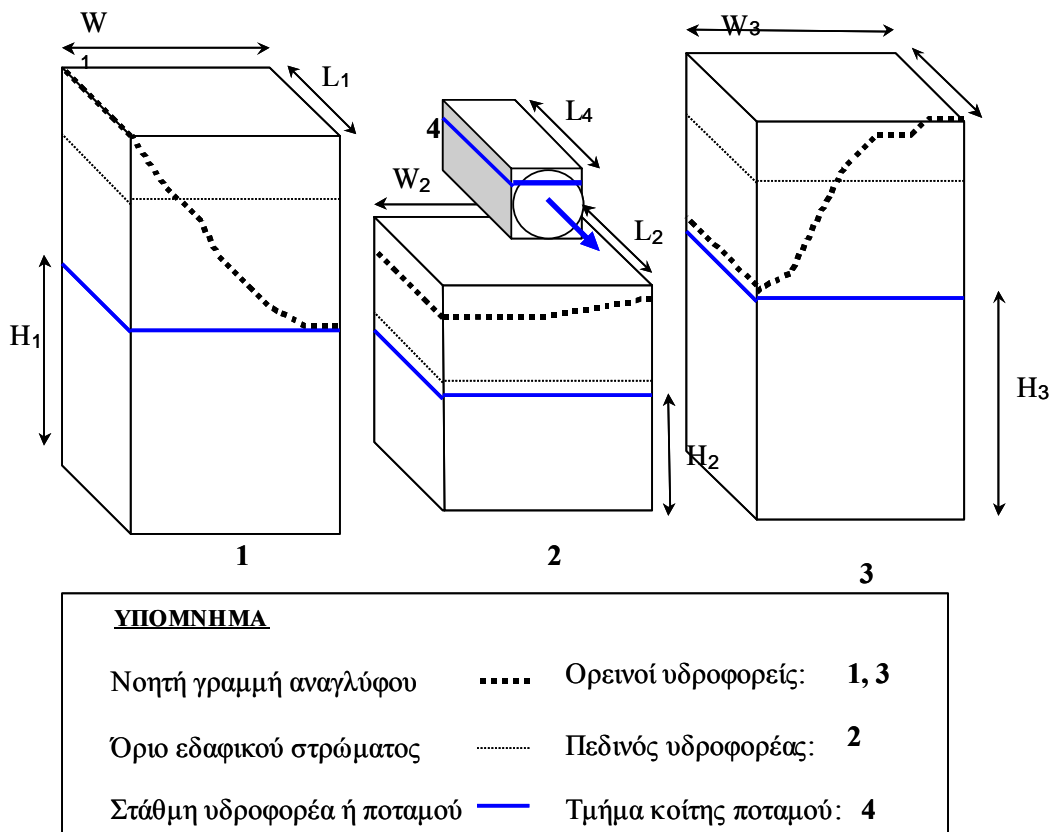 W
1
L1
W3
4
L4
W2
L2
H1
H3
H2
1
2
3
ΥΠΟΜΝΗΜΑ
Νοητή γραμμή αναγλύφου
Ορεινοί υδροφορείς: 1, 3
Όριο εδαφικού στρώματος
Πεδινός υδροφορέας: 2
Στάθμη υδροφορέα ή ποταμού
Τμήμα κοίτης ποταμού: 4